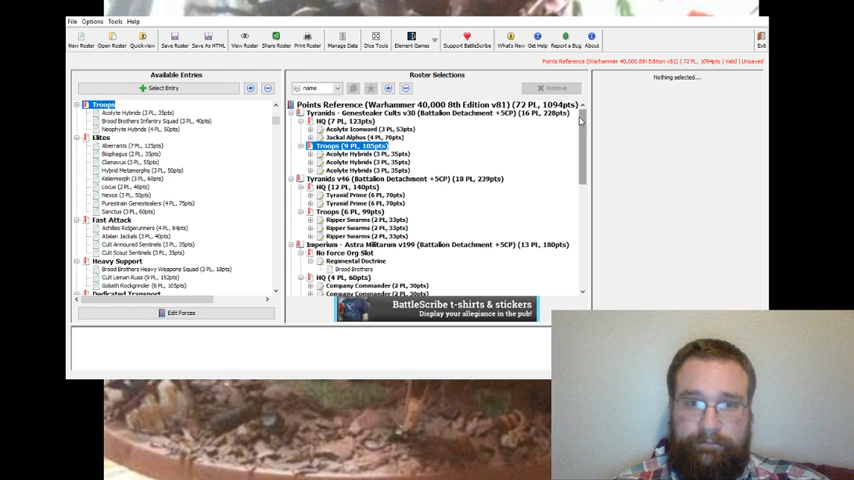 File Options Tools Help
New Roster Open Roster Quickview Save Roster Save As HTML View Roster Share Roster Print Roster Manage Data Dice Tools Element Games Support BattleScribe What's New Get Help Report a Bug About Exit
Points Reference (Warhammer 40,000 8th Edition v81) | 72 PL, 1094pts | Valid | Unsaved
Available Entries
Select Entry
Troops
Acolyte Hybrids (3 PL, 35pts)
Brood Brothers Infantry Squad (3 PL, 40pts)
Neophyte Hybrids (4 PL, 50pts)
Elites
Aberrants (7 PL, 125pts)
Biophagus (2 PL, 35pts)
Clamavus (3 PL, 55pts)
Hybrid Metamorphs (3 PL, 50pts)
Kelermorph (3 PL, 60pts)
Locus (2 PL, 40pts)
Nexos (3 PL, 50pts)
Purestrain Genestealers (4 PL, 75pts)
Sanctus (3 PL, 60pts)
Fast Attack
Achilles Ridgerunners (4 PL, 84pts)
Atalan Jackals (3 PL, 40pts)
Cult Armoured Sentinels (3 PL, 40pts)
Cult Scout Sentinels (3 PL, 35pts)
Heavy Support
Brood Brothers Heavy Weapons Squad (3 PL, 18pts)
Cult Leman Russ (9 PL, 152pts)
Goliath Rockgrinder (6 PL, 105pts)
Dedicated Transport
Edit Forces
Roster Selections
name
Remove
Points Reference (Warhammer 40,000 8th Edition v81) (72 PL, 1094pts)
Tyranids - Genestealer Cults v30 (Battalion Detachment +5CP) (16 PL, 228pts)
HQ (7 PL, 123pts)
Acolyte Iconward (3 PL, 53pts)
Jackal Alphus (4 PL, 70pts)
Troops (9 PL, 105pts)
Acolyte Hybrids (3 PL, 35pts)
Acolyte Hybrids (3 PL, 35pts)
Acolyte Hybrids (3 PL, 35pts)
Tyranids v46 (Battalion Detachment +5CP) (18 PL, 239pts)
HQ (12 PL, 140pts)
Tyranid Prime (6 PL, 70pts)
Tyranid Prime (6 PL, 70pts)
Troops (6 PL, 99pts)
Ripper Swarms (2 PL, 33pts)
Ripper Swarms (2 PL, 33pts)
Ripper Swarms (2 PL, 33pts)
Imperium - Astra Militarum v199 (Battalion Detachment +5CP) (13 PL, 180pts)
No Force Org Slot
Regimental Doctrine
Brood Brothers
HQ (4 PL, 60pts)
Company Commander (2 PL, 30pts)
Company Commander (2 PL, 30pts)
BattleScribe t-shirts & stickers
Display your allegiance in the pub!
Nothing selected...